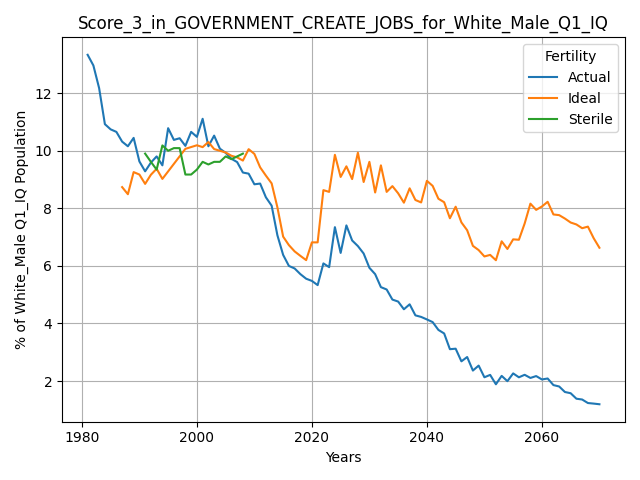 Score_3_in_GOVERNMENT_CREATE_JOBS_for_White_Male_Q1_IQ
Fertility
Actual
Ideal
Sterile
% of White_Male Q1_IQ Population
12
10
8
6
4
2
1980
2000
2020
2040
2060
Years